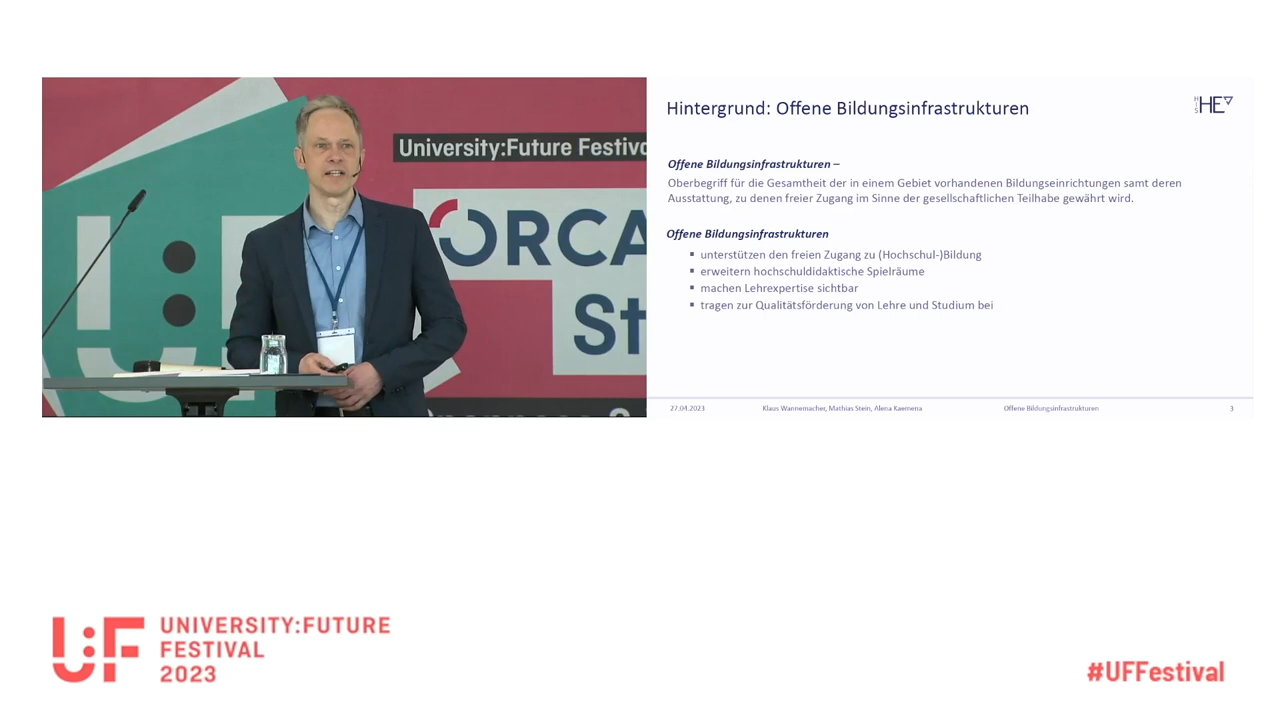 University:Future Festiv
ORCA
St
Hintergrund: Offene Bildungsinfrastrukturen
HIS HE
Offene Bildungsinfrastrukturen –
Oberbegriff für die Gesamtheit der in einem Gebiet vorhandenen Bildungseinrichtungen samt deren
Ausstattung, zu denen freier Zugang im Sinne der gesellschaftlichen Teilhabe gewährt wird.
Offene Bildungsinfrastrukturen
▪ unterstützen den freien Zugang zu (Hochschul-)Bildung
▪ erweitern hochschuldidaktische Spielräume
▪ machen Lehrexpertise sichtbar
▪ tragen zur Qualitätsförderung von Lehre und Studium bei
27.04.2023 Klaus Wannemacher, Mathias Stein, Alena Kaemena Offene Bildungsinfrastrukturen 3
U:F
UNIVERSITY:FUTURE
FESTIVAL
2023
#UFFestival